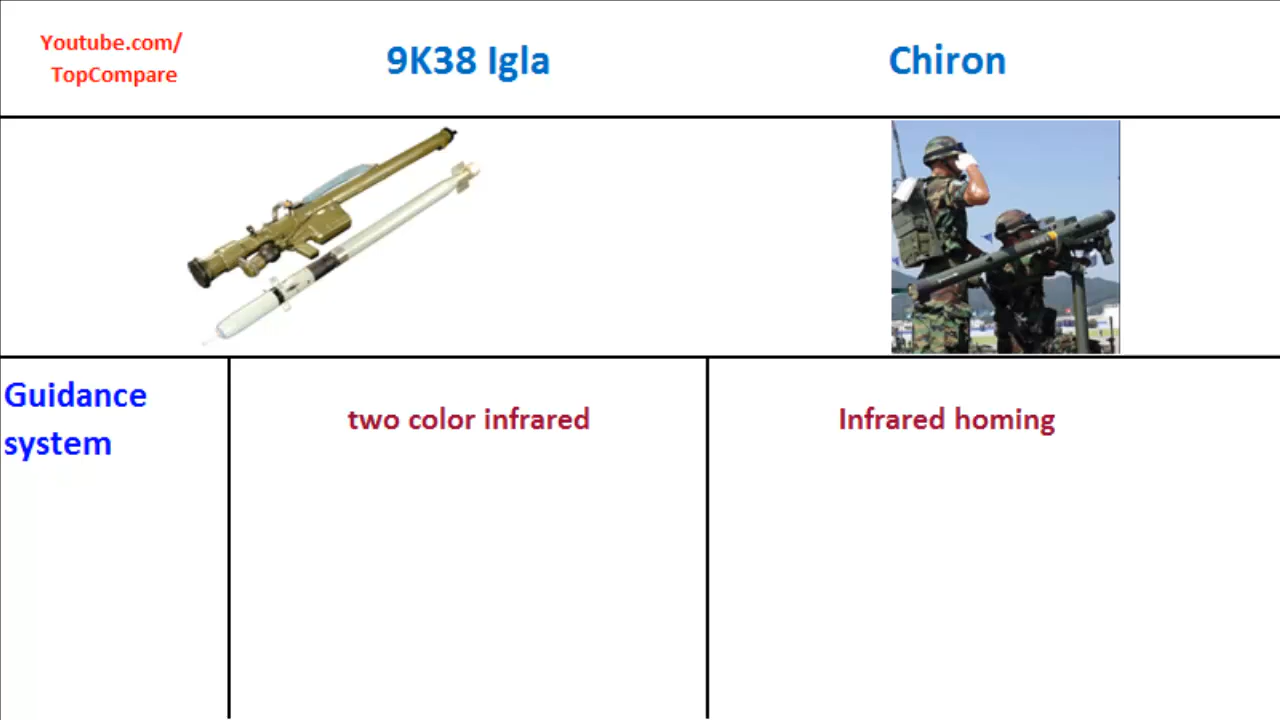 Youtube.com/
TopCompare
9K38 Igla
Chiron
Guidance
system
two color infrared
Infrared homing